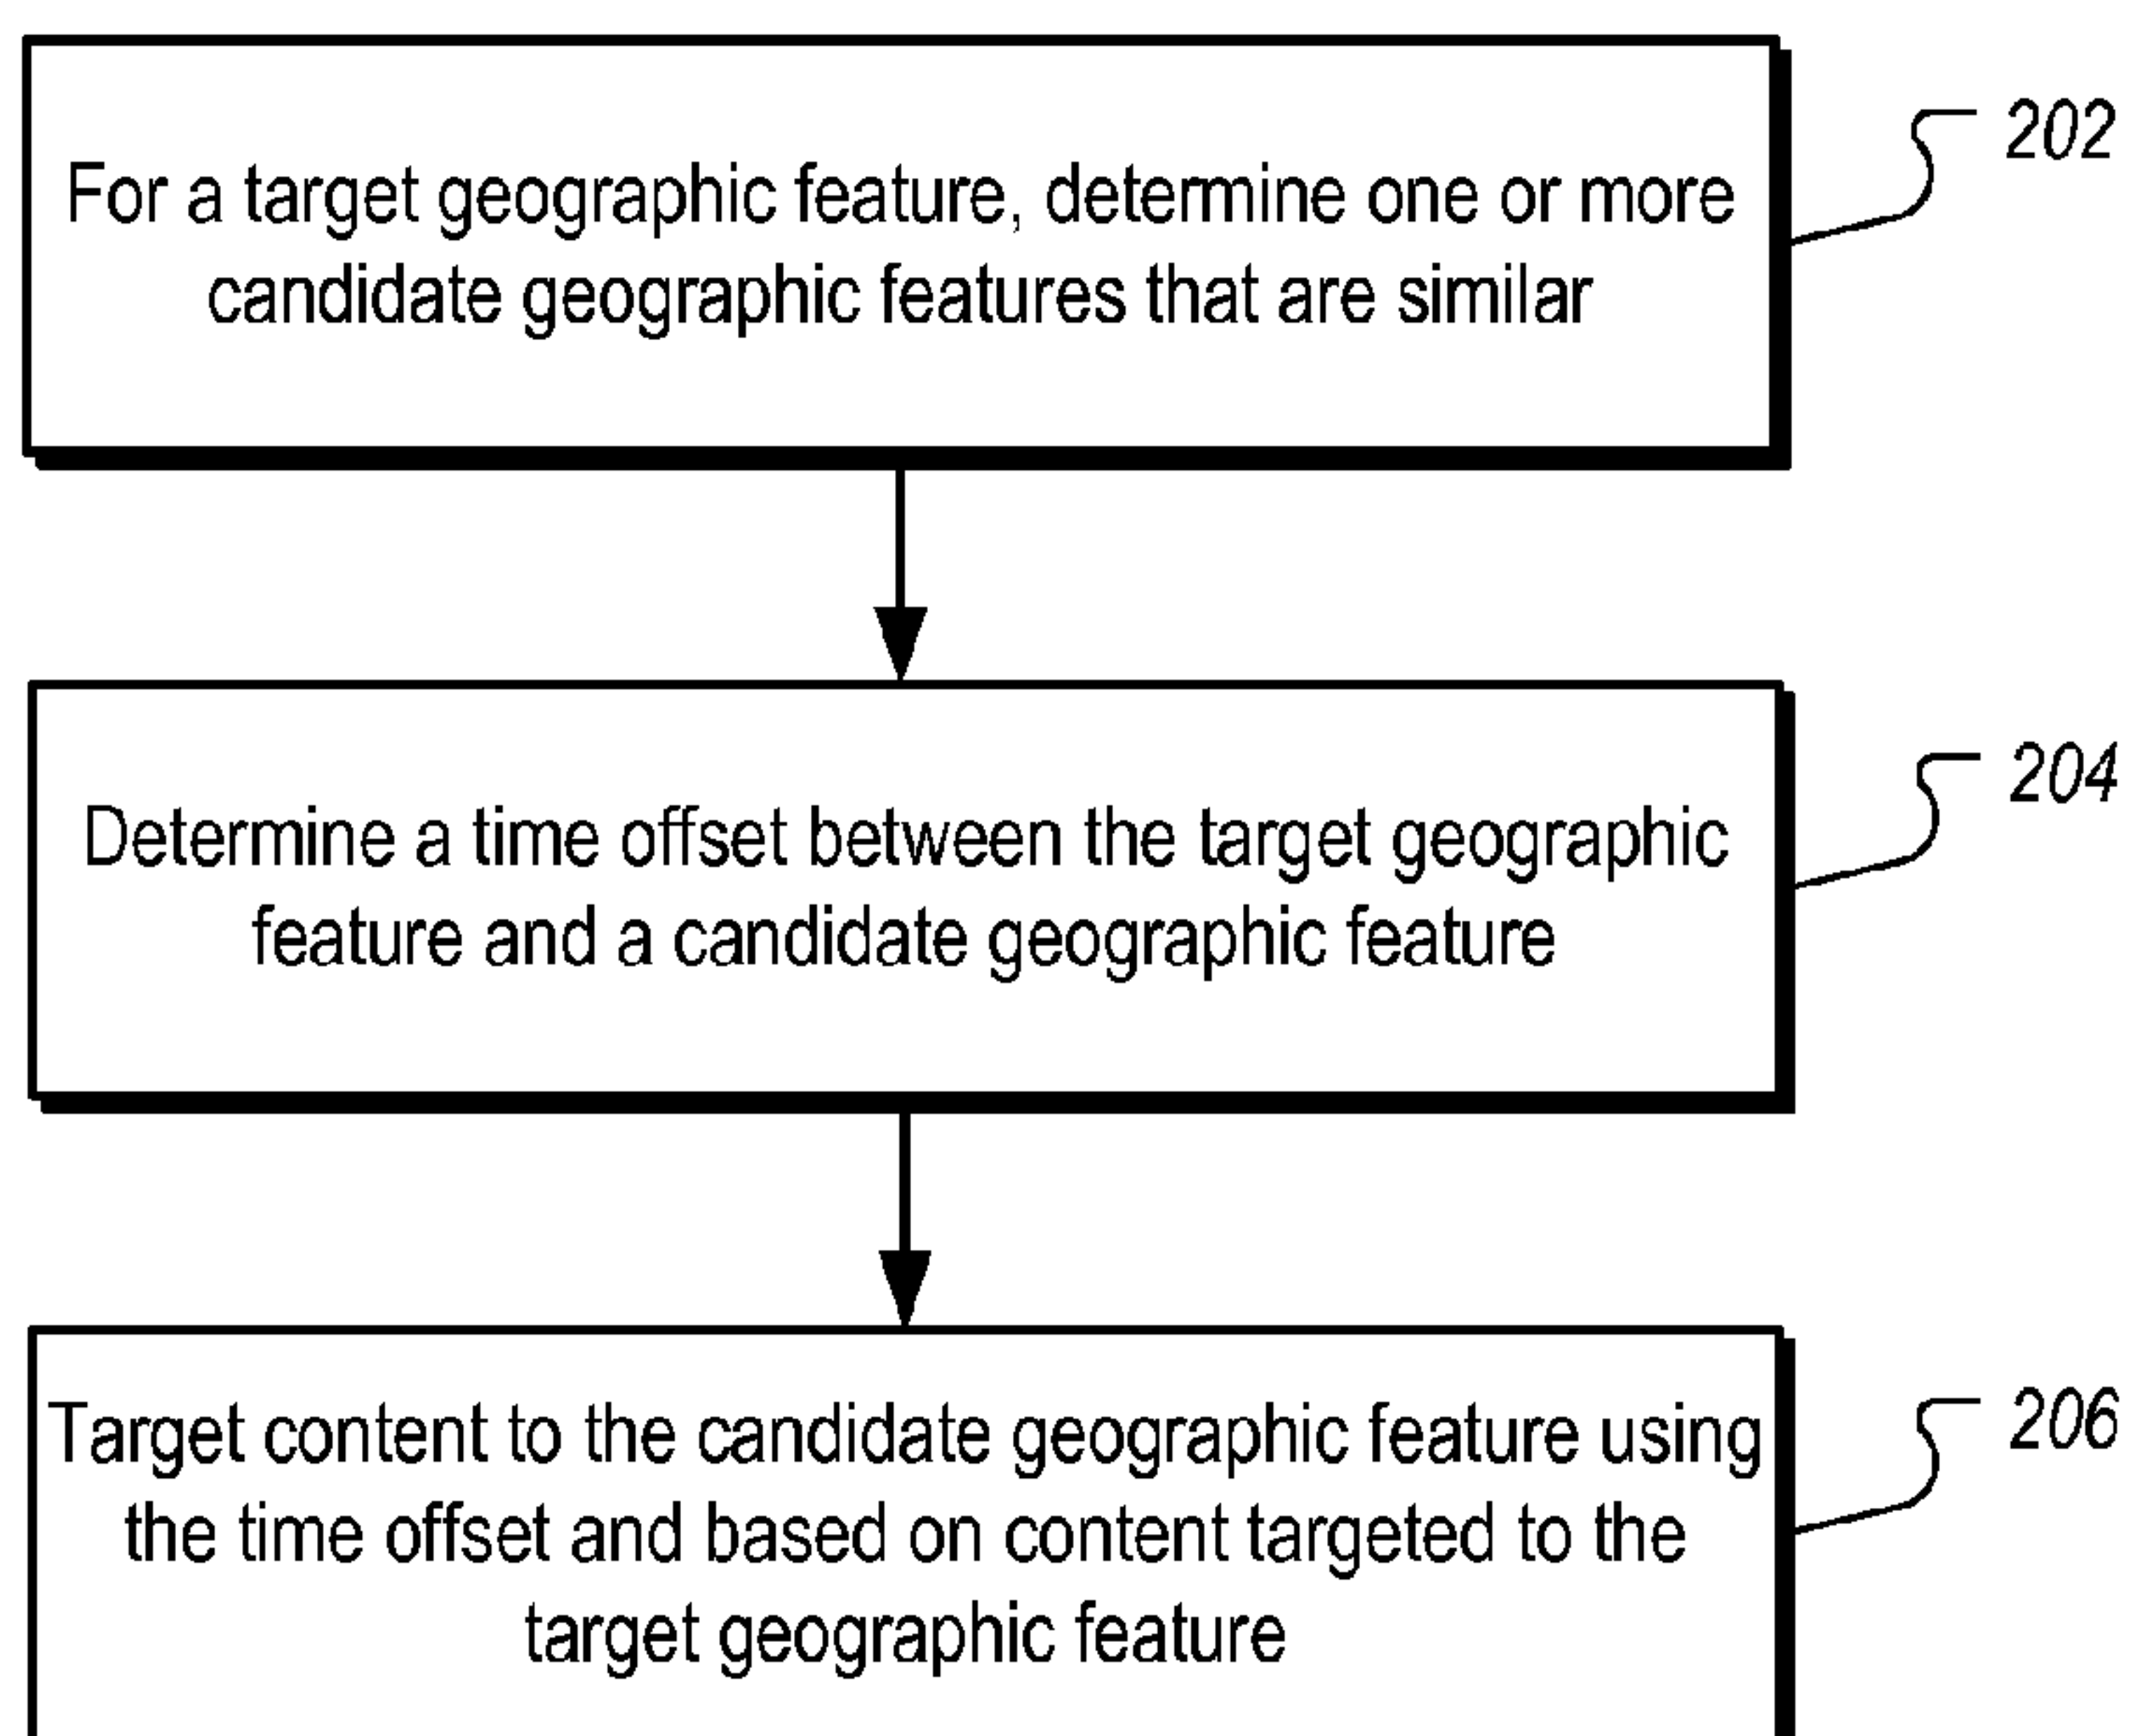 For a target geographic feature, determine one or more
candidate geographic features that are similar
202
Determine a time offset between the target geographic
feature and a candidate geographic feature
204
Target content to the candidate geographic feature using
the time offset and based on content targeted to the
target geographic feature
206